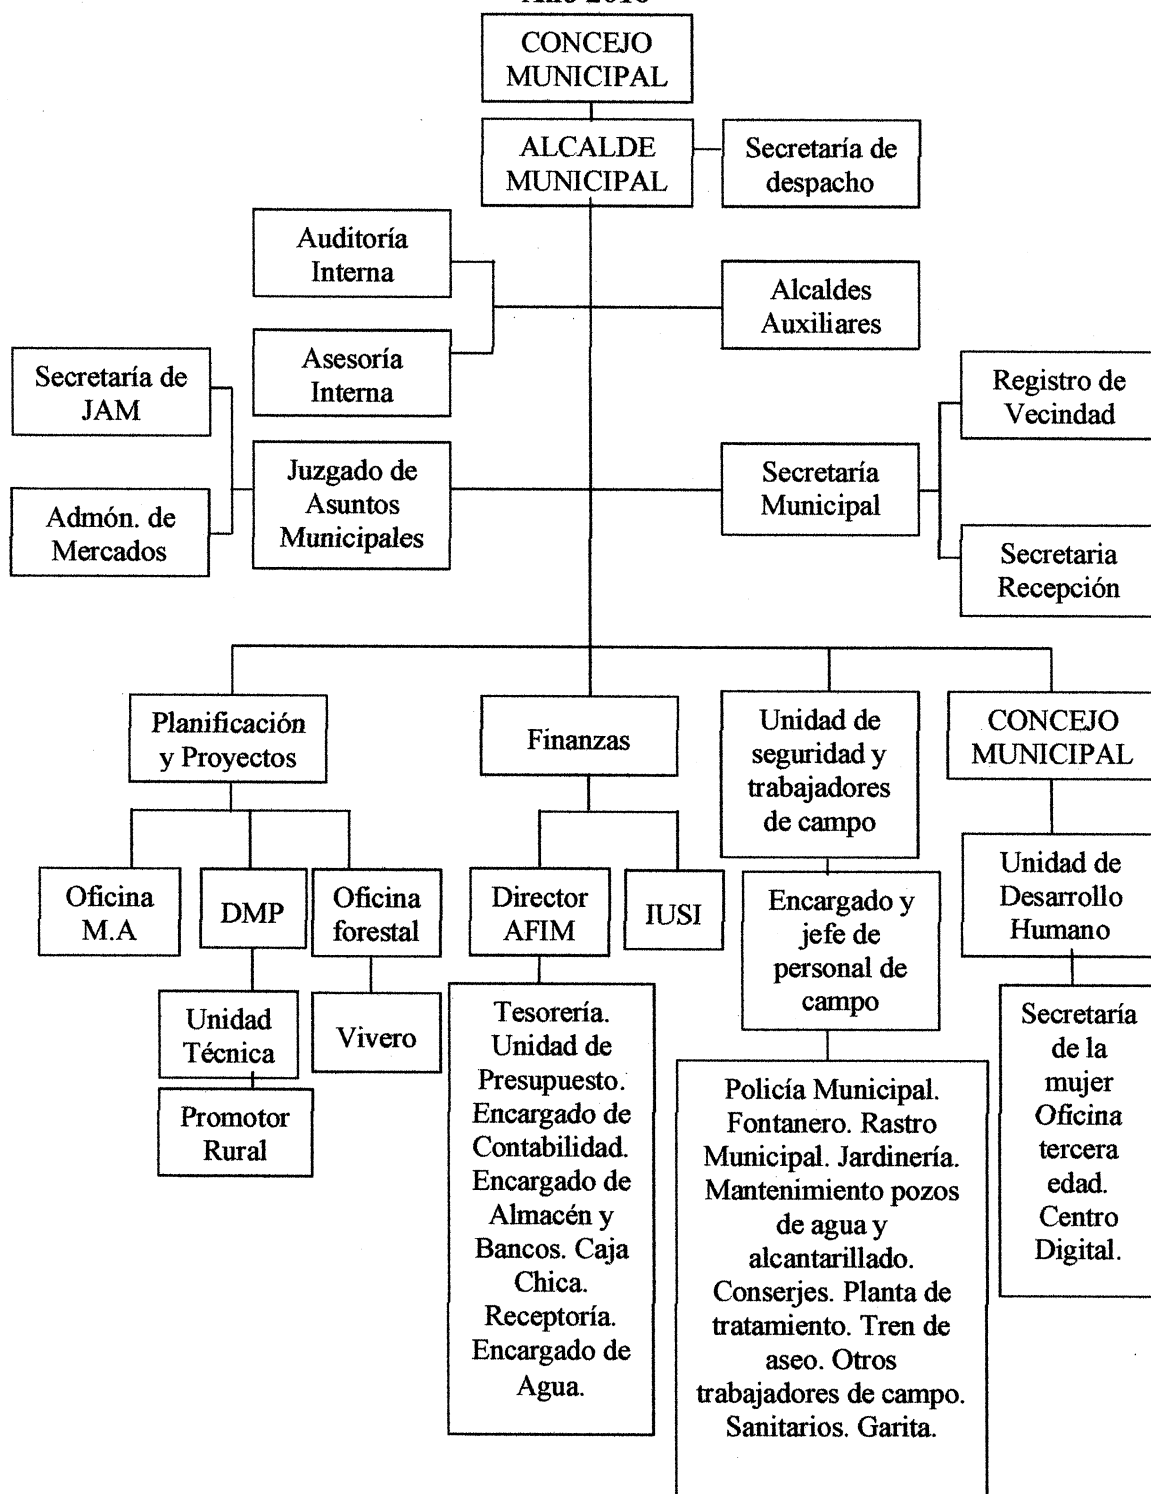 CONCEJO
MUNICIPAL
ALCALDE
MUNICIPAL
Secretaría de
despacho
Auditoría
Interna
Alcaldes
Auxiliares
Asesoría
Interna
Secretaría de
JAM
Registro de
Vecindad
Juzgado de
Asuntos
Municipales
Secretaría
Municipal
Admón. de
Mercados
Secretaria
Recepción
Planificación
y Proyectos
Finanzas
Unidad de
seguridad y
trabajadores
de campo
CONCEJO
MUNICIPAL
Oficina
M.A
DMP
Oficina
forestal
Director
AFIM
IUSI
Encargado y
jefe de
personal de
campo
Unidad de
Desarrollo
Humano
Unidad
Técnica
Vivero
Promotor
Rural
Tesorería.
Unidad de
Presupuesto.
Encargado de
Contabilidad.
Encargado de
Almacén y
Bancos. Caja
Chica.
Receptoría.
Encargado de
Agua.
Policía Municipal.
Fontanero. Rastro
Municipal. Jardinería.
Mantenimiento pozos
de agua y
alcantarillado.
Conserjes. Planta de
tratamiento. Tren de
aseo. Otros
trabajadores de campo.
Sanitarios. Garita.
Secretaría
de la
mujer
Oficina
tercera
edad.
Centro
Digital.